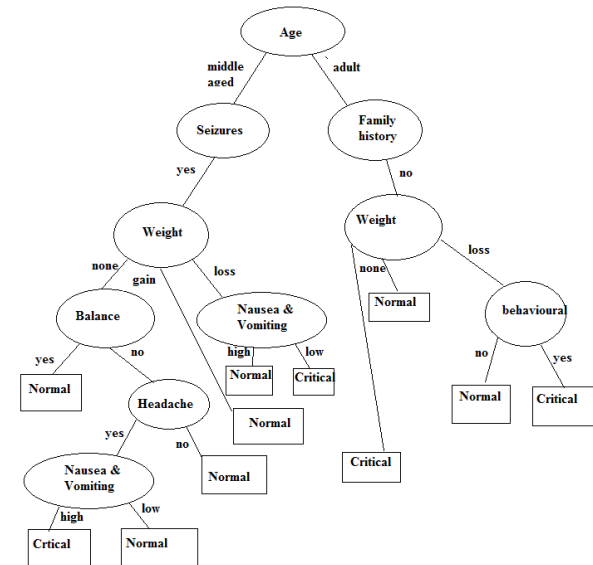 Age
middle
aged
adult
Seizures
Family
history
yes
no
Weight
Weight
none
gain
loss
none
loss
Balance
Nausea &
Vomiting
Normal
behavioural
yes
no
high
low
no
yes
Normal
Normal
Critical
Normal
Critical
Headache
Normal
yes
no
Critical
Nausea &
Vomiting
Normal
high
low
Crtical
Normal